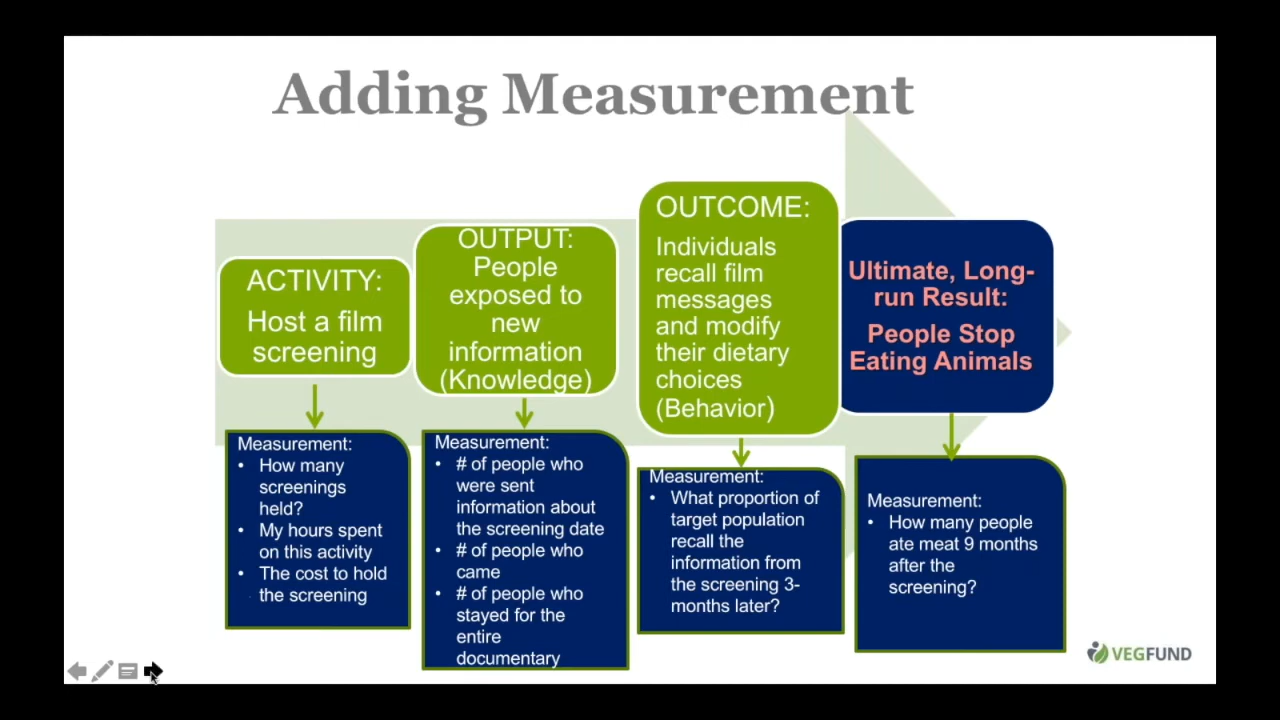 Adding Measurement
ACTIVITY:
Host a film
screening
OUTPUT:
People
exposed to
new
information
(Knowledge)
OUTCOME:
Individuals
recall film
messages
and modify
their dietary
choices
(Behavior)
Ultimate, Long-
run Result:
People Stop
Eating Animals
Measurement:
• How many
screenings
held?
• My hours spent
on this activity
• The cost to hold
the screening
Measurement:
• # of people who
were sent
information about
the screening date
• # of people who
came
• # of people who
stayed for the
entire
documentary
Measurement:
• What proportion of
target population
recall the
information from
the screening 3-
months later?
Measurement:
• How many people
ate meat 9 months
after the
screening?
VEGFUND